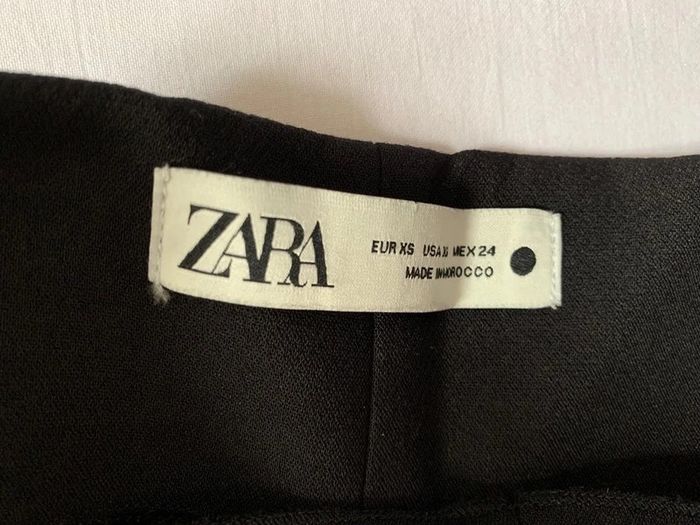 ZARA
EUR XS USA XS MEX 24
MADE IN MOROCCO